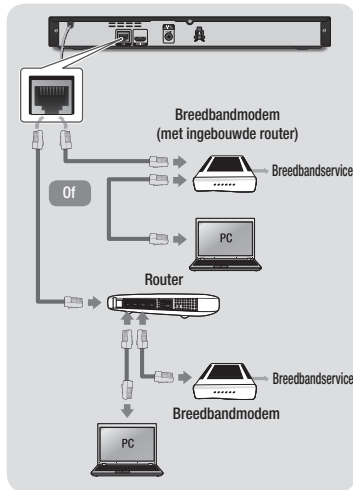 Breedbandmodem
(met ingebouwde router)
Breedbandservice
Of
PC
Router
Breedbandservice
Breedbandmodem
PC